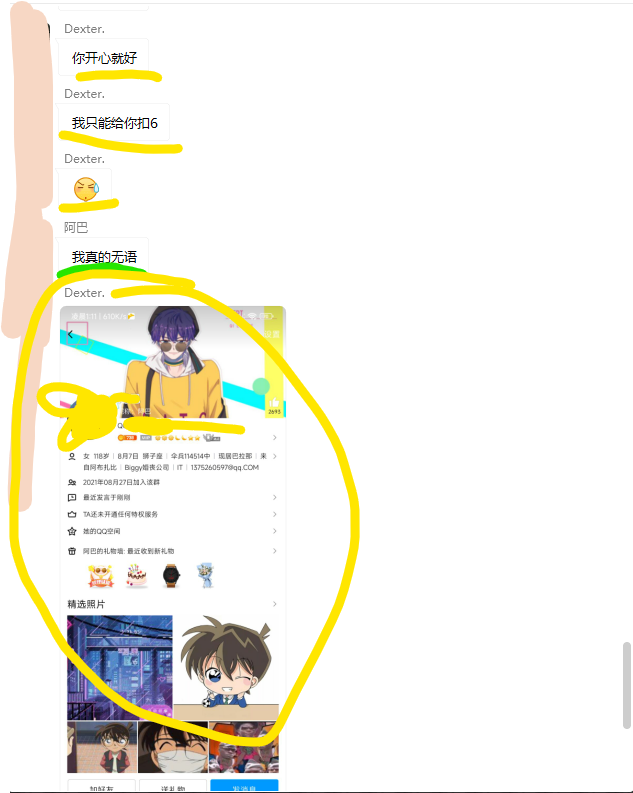 Dexter.
你开心就好
Dexter.
我只能给你扣6
Dexter.
阿巴
我真的无语
Dexter.
2693
女 118岁 | 8月7日 狮子座 | 伞兵114514中 | 现居巴拉那 | 来
自阿布扎比 | Biggy婚夜公司 | IT | 1375260597@qq.COM
2021年08月27日加入该群
最近发言于刚刚
TA还未开通任何特权服务
她的QQ空间
阿巴的礼物墙: 最近收到新礼物
精选照片
加好友 送礼物 发消息